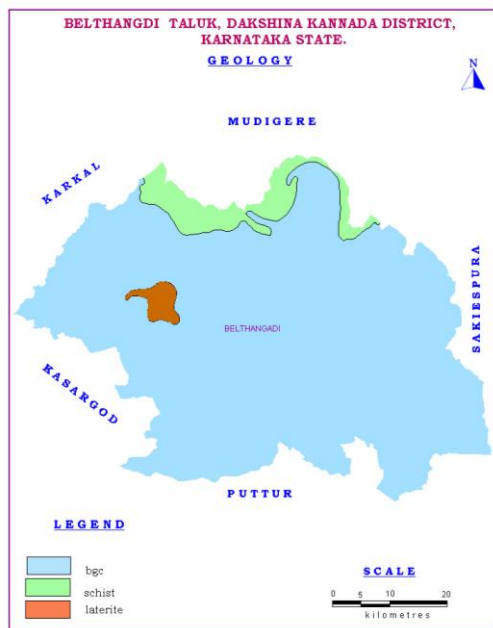 BELTHANGDI TALUK, DAKSHINA KANNADA DISTRICT,
KARNATAKA STATE.
GEOLOGY
N
MUDIGERE
KARKAL
SAKIESPURA
BELTHANGADI
KASARGOD
PUTTUR
LEGEND
bgc
schist
laterite
SCALE
0 5 10 20
kilometres